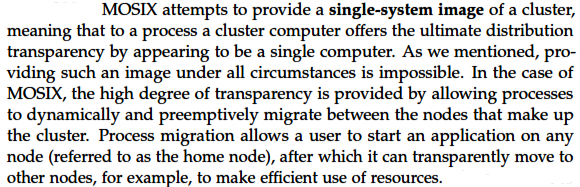 MOSIX attempts to provide a single-system image of a cluster,
meaning that to a process a cluster computer offers the ultimate distribution
transparency by appearing to be a single computer. As we mentioned, pro-
viding such an image under all circumstances is impossible. In the case of
MOSIX, the high degree of transparency is provided by allowing processes
to dynamically and preemptively migrate between the nodes that make up
the cluster. Process migration allows a user to start an application on any
node (referred to as the home node), after which it can transparently move to
other nodes, for example, to make efficient use of resources.